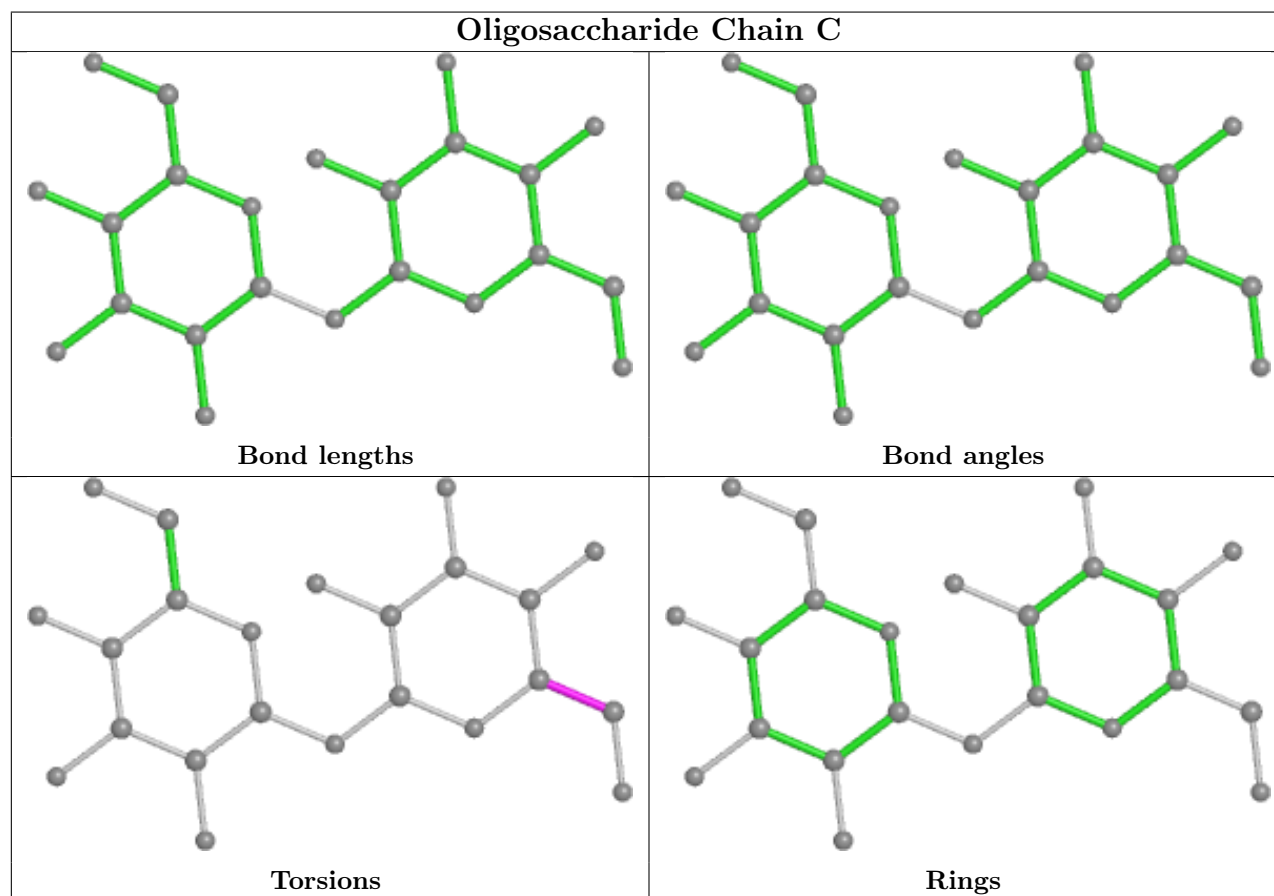 Oligosaccharide Chain C
Bond lengths
Bond angles
Torsions
Rings